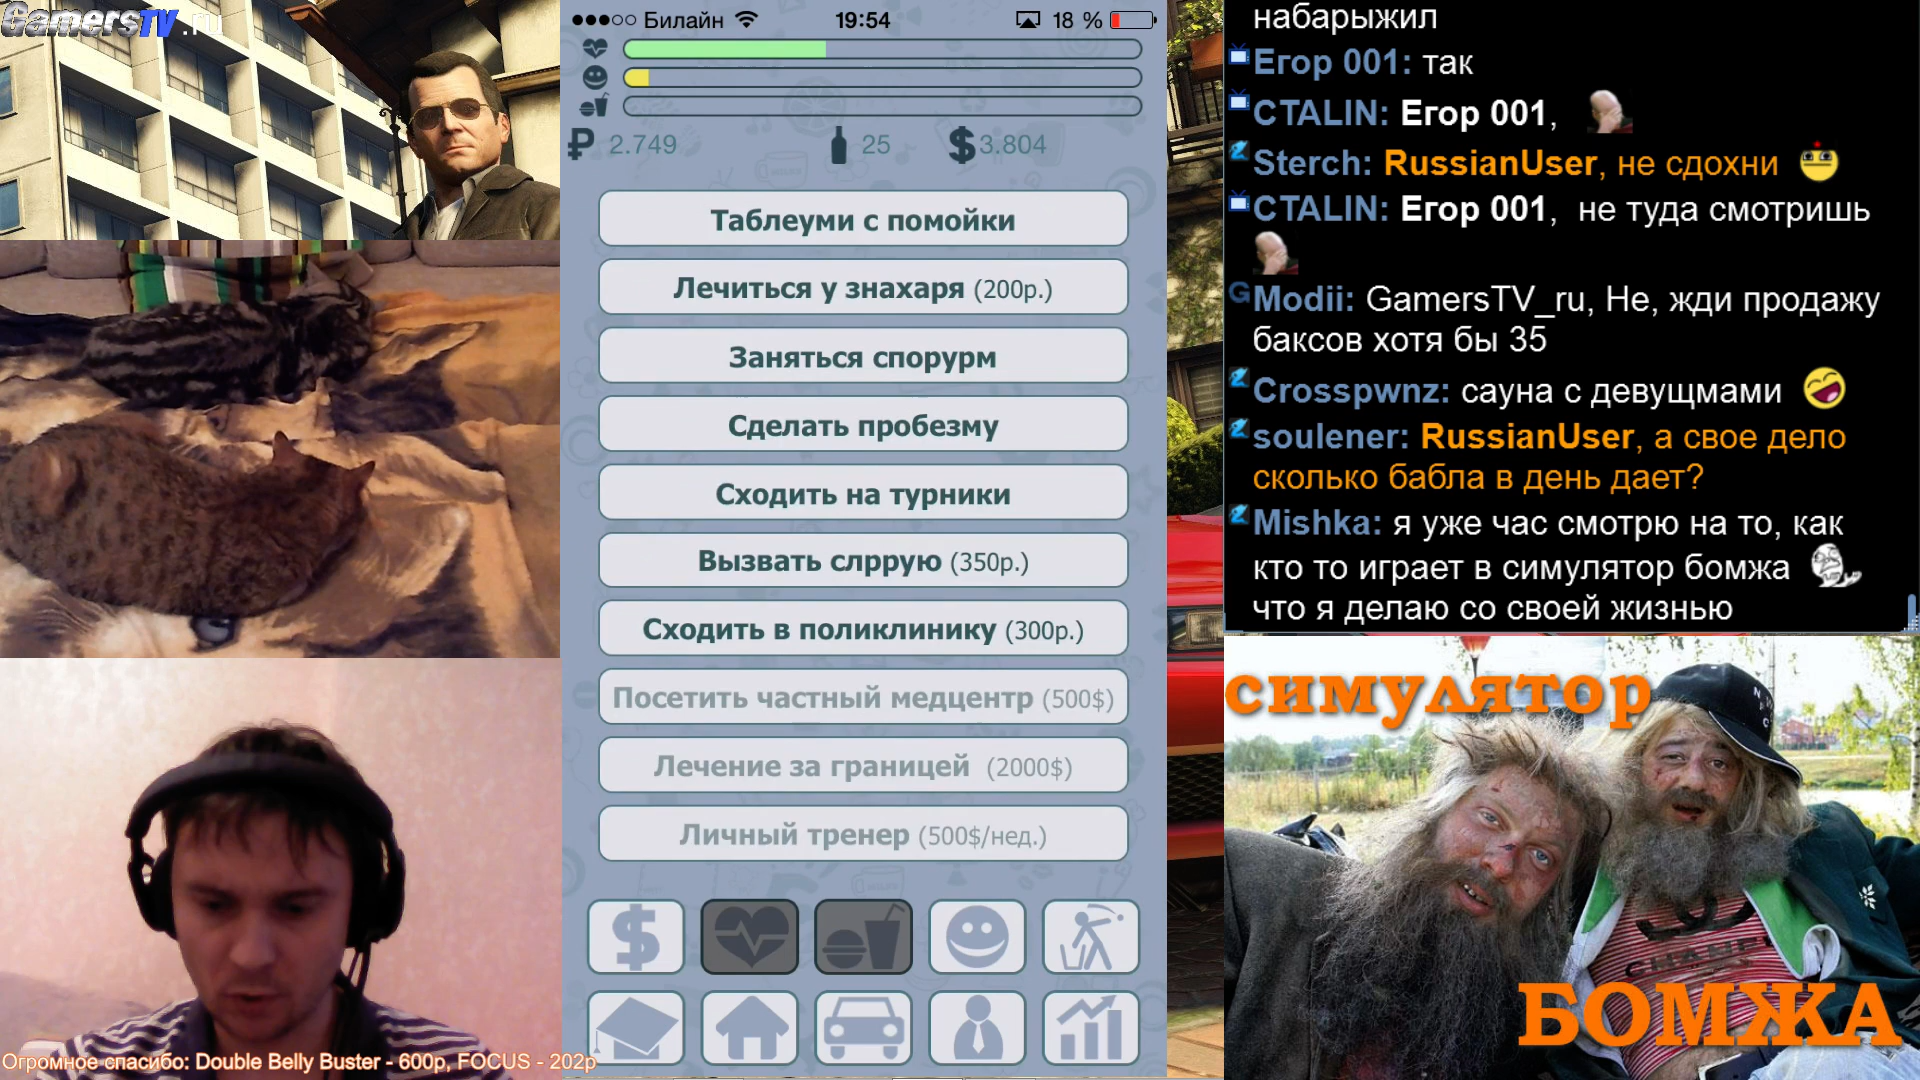 GamersTV.ru
Билайн 19:54 18 %
2.749 25 $3.804
Таблеуми с помойки
Лечиться у знахаря (200р.)
Заняться спорурм
Сделать пробезму
Сходить на турники
Вызвать слррую (350р.)
Сходить в поликлинику (300р.)
Посетить частный медцентр (500$)
Лечение за границей (2000$)
Личный тренер (500$/нед.)
Огромное спасибо: Double Belly Buster - 600р, FOCUS - 202р
набарыжил
Егор 001: так
CTALIN: Егор 001,
Sterch: RussianUser, не сдохни
CTALIN: Егор 001, не туда смотришь
Modii: GamersTV_ru, Не, жди продажу
баксов хотя бы 35
Crosspwnz: сауна с девущмами
soulener: RussianUser, а свое дело
сколько бабла в день дает?
Mishka: я уже час смотрю на то, как
кто то играет в симулятор бомжа
что я делаю со своей жизнью
симулятор
БОМЖА